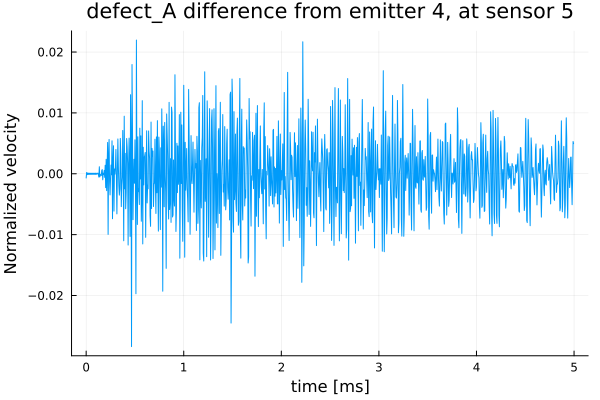 defect_A difference from emitter 4, at sensor 5
Normalized velocity
0.02
0.01
0.00
−0.01
−0.02
0 1 2 3 4 5
time [ms]